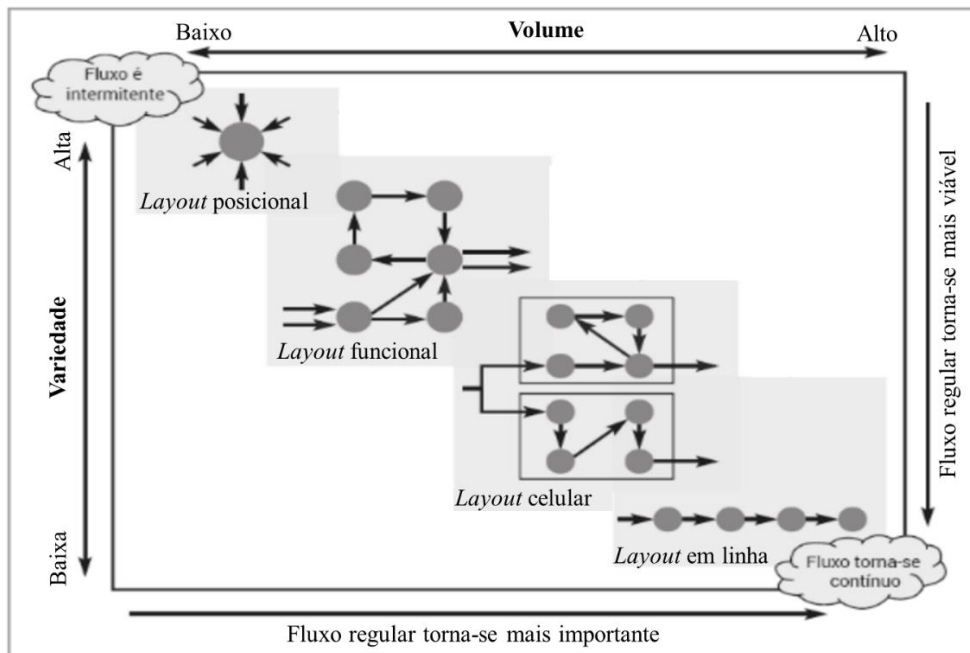 Volume
Baixo
Alto
Fluxo é
intermitente
Alta
Layout posicional
Layout funcional
Variedade
Fluxo regular torna-se mais viável
Layout celular
Baixa
Layout em linha
Fluxo torna-se
contínuo
Fluxo regular torna-se mais importante